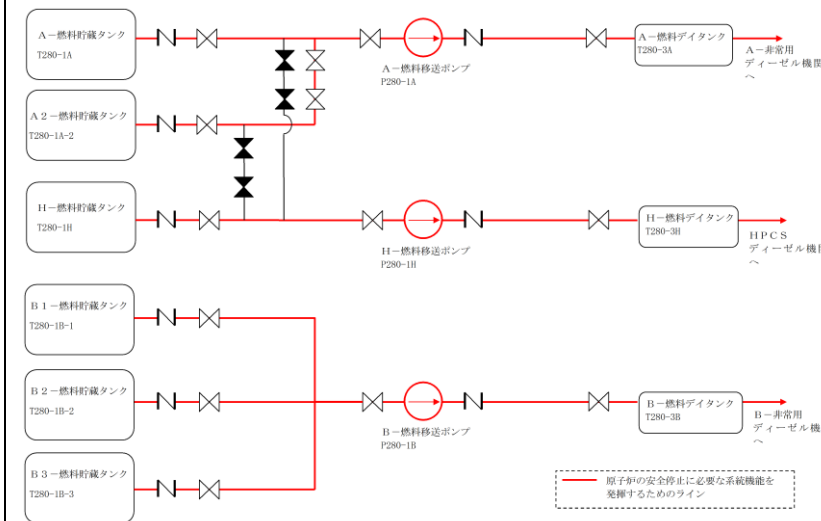 A－燃料貯蔵タンク
T280-1A
A－燃料移送ポンプ
P280-1A
A－燃料デイタンク
T280-3A
A－非常用
ディーゼル機関
へ
A2－燃料貯蔵タンク
T280-1A-2
H－燃料貯蔵タンク
T280-1H
H－燃料移送ポンプ
P280-1H
H－燃料デイタンク
T280-3H
HPCS
ディーゼル機
へ
B1－燃料貯蔵タンク
T280-1B-1
B2－燃料貯蔵タンク
T280-1B-2
B－燃料移送ポンプ
P280-1B
B－燃料デイタンク
T280-3B
B－非常用
ディーゼル機
へ
B3－燃料貯蔵タンク
T280-1B-3
原子炉の安全停止に必要な系統機能を
発揮するためのライン